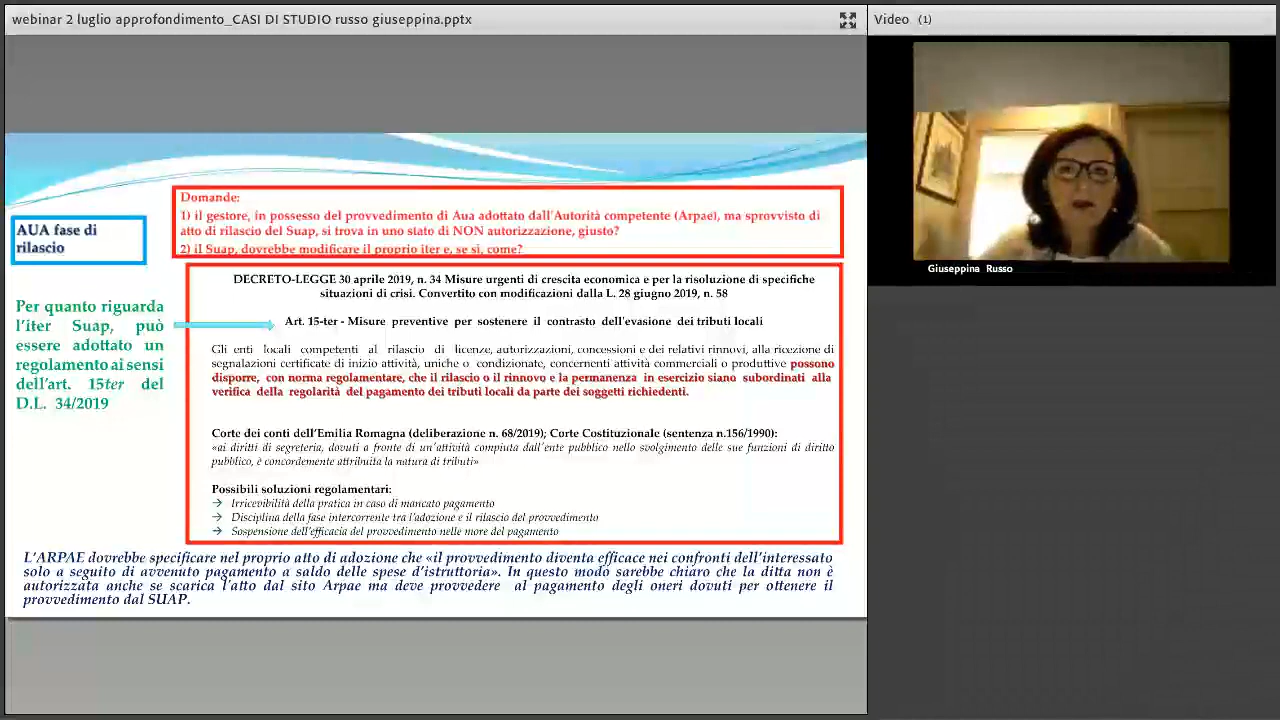 webinar 2 luglio approfondimento_CASI DI STUDIO russo giuseppina.pptx
Video (1)
Giuseppina Russo
Domande:
1) il gestore, in possesso del provvedimento di Aua adottato dall'Autorità competente (Arpae), ma sprovvisto di
atto di rilascio del Suap, si trova in uno stato di NON autorizzazione, giusto?
2) il Suap, dovrebbe modificare il proprio iter e, se sì, come?
AUA fase di
rilascio
Per quanto riguarda
l'iter Suap, può
essere adottato un
regolamento ai sensi
dell'art. 15ter del
D.L. 34/2019
DECRETO-LEGGE 30 aprile 2019, n. 34 Misure urgenti di crescita economica e per la risoluzione di specifiche
situazioni di crisi. Convertito con modificazioni dalla L. 28 giugno 2019, n. 58
Art. 15-ter - Misure preventive per sostenere il contrasto dell'evasione dei tributi locali
Gli enti locali competenti al rilascio di licenze, autorizzazioni, concessioni e dei relativi rinnovi, alla ricezione di
segnalazioni certificate di inizio attività, uniche o condizionate, concernenti attività commerciali o produttive possono
disporre, con norma regolamentare, che il rilascio o il rinnovo e la permanenza in esercizio siano subordinati alla
verifica della regolarità del pagamento dei tributi locali da parte dei soggetti richiedenti.
Corte dei conti dell'Emilia Romagna (deliberazione n. 68/2019); Corte Costituzionale (sentenza n.156/1990):
«ai diritti di segreteria, dovuti a fronte di un'attività compiuta dall'ente pubblico nello svolgimento delle sue funzioni di diritto
pubblico, è concordemente attribuita la natura di tributi»
Possibili soluzioni regolamentari:
→ Irricevibilità della pratica in caso di mancato pagamento
→ Disciplina della fase intercorrente tra l'adozione e il rilascio del provvedimento
→ Sospensione dell'efficacia del provvedimento nelle more del pagamento
L'ARPAE dovrebbe specificare nel proprio atto di adozione che «il provvedimento diventa efficace nei confronti dell'interessato
solo a seguito di avvenuto pagamento a saldo delle spese d'istruttoria». In questo modo sarebbe chiaro che la ditta non è
autorizzata anche se scarica l'atto dal sito Arpae ma deve provvedere al pagamento degli oneri dovuti per ottenere il
provvedimento dal SUAP.